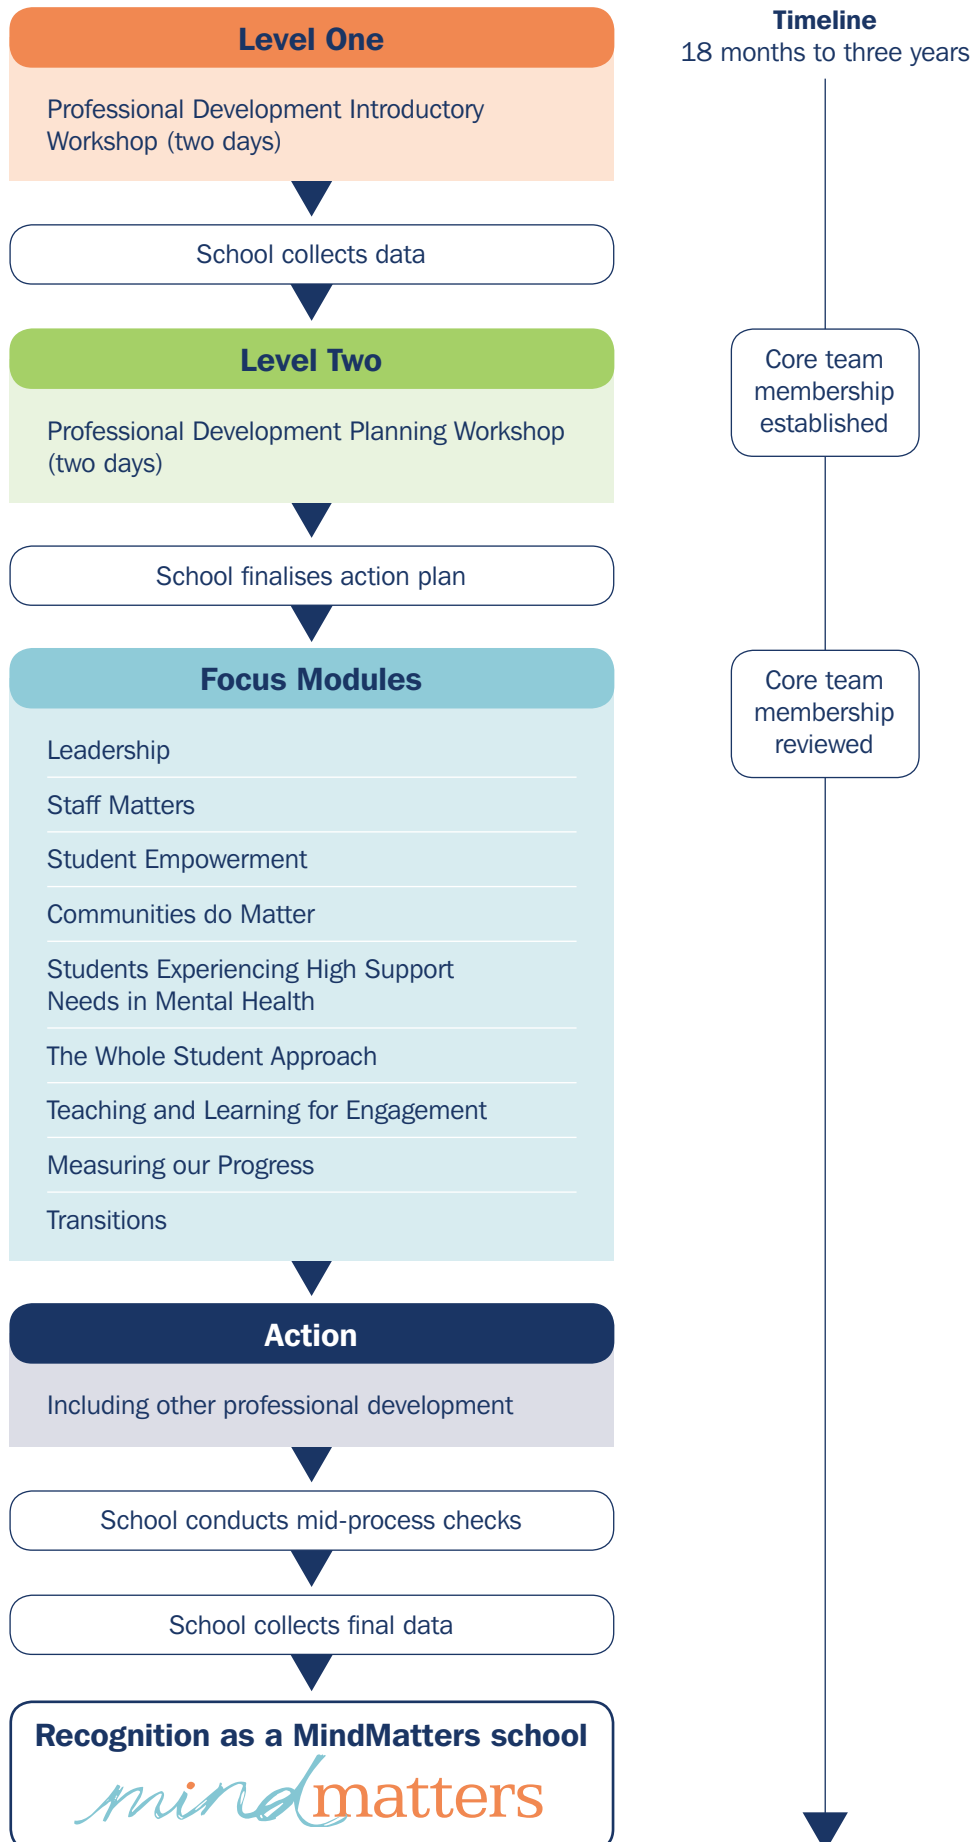 Level One
Professional Development Introductory
Workshop (two days)
School collects data
Level Two
Professional Development Planning Workshop
(two days)
School finalises action plan
Focus Modules
Leadership
Staff Matters
Student Empowerment
Communities do Matter
Students Experiencing High Support
Needs in Mental Health
The Whole Student Approach
Teaching and Learning for Engagement
Measuring our Progress
Transitions
Action
Including other professional development
School conducts mid-process checks
School collects final data
Recognition as a MindMatters school
mindmatters
Timeline
18 months to three years
Core team
membership
established
Core team
membership
reviewed